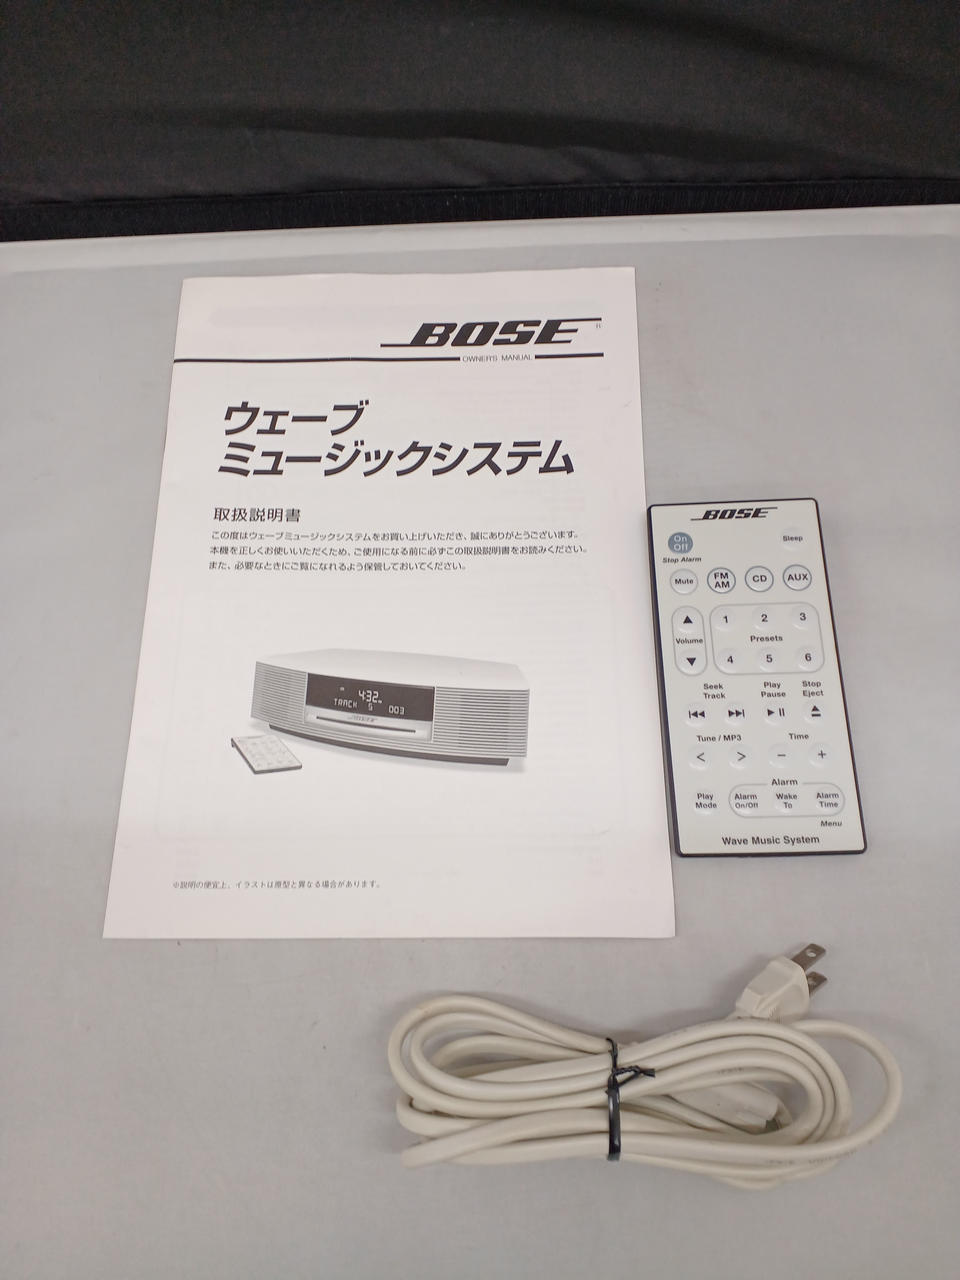 BOSE ®
OWNER'S MANUAL
ウェーブ
ミュージックシステム
取扱説明書
この度はウェーブミュージックシステムをお買い上げいただき、誠にありがとうございます。
本機を正しくお使いいただくため、ご使用になる前に必ずこの取扱説明書をお読みください。
また、必要なときにご覧になれるよう保管しておいてください。
4:32
TRACK 5 003
BOSE
※説明の便宜上、イラストは原型と異なる場合があります。
BOSE
On Sleep
Off
Stop Alarm
Mute FM AM CD AUX
1 2 3
Volume Presets
4 5 6
Seek Track Play Pause Stop Eject
Tune / MP3 Time
< > − +
Alarm
Play Mode Alarm On/Off Wake To Alarm Time
Menu
Wave Music System